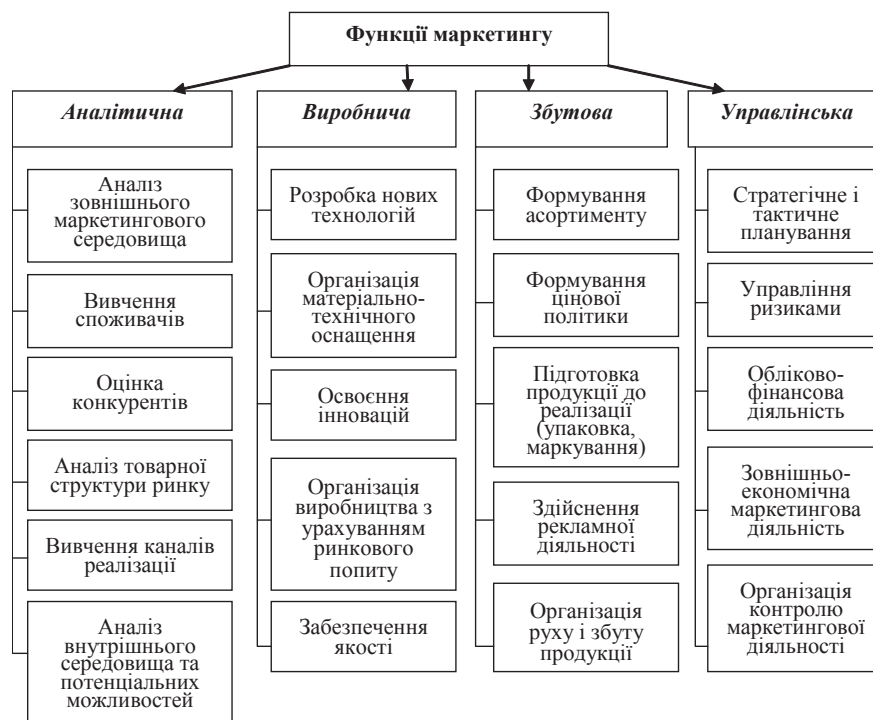 Функції маркетингу
Аналітична
Аналіз
зовнішнього
маркетингового
середовища
Вивчення
споживачів
Оцінка
конкурентів
Аналіз товарної
структури ринку
Вивчення каналів
реалізації
Аналіз
внутрішнього
середовища та
потенціальних
можливостей
Виробнича
Розробка нових
технологій
Організація
матеріально-
технічного
оснащення
Освоєння
інновацій
Організація
виробництва з
урахуванням
ринкового
попиту
Забезпечення
якості
Збутова
Формування
асортименту
Формування
цінової
політики
Підготовка
продукції до
реалізації
(упаковка,
маркування)
Здійснення
рекламної
діяльності
Організація
руху і збуту
продукції
Управлінська
Стратегічне і
тактичне
планування
Управління
ризиками
Обліково-
фінансова
діяльність
Зовнішньо-
економічна
маркетингова
діяльність
Організація
контролю
маркетингової
діяльності